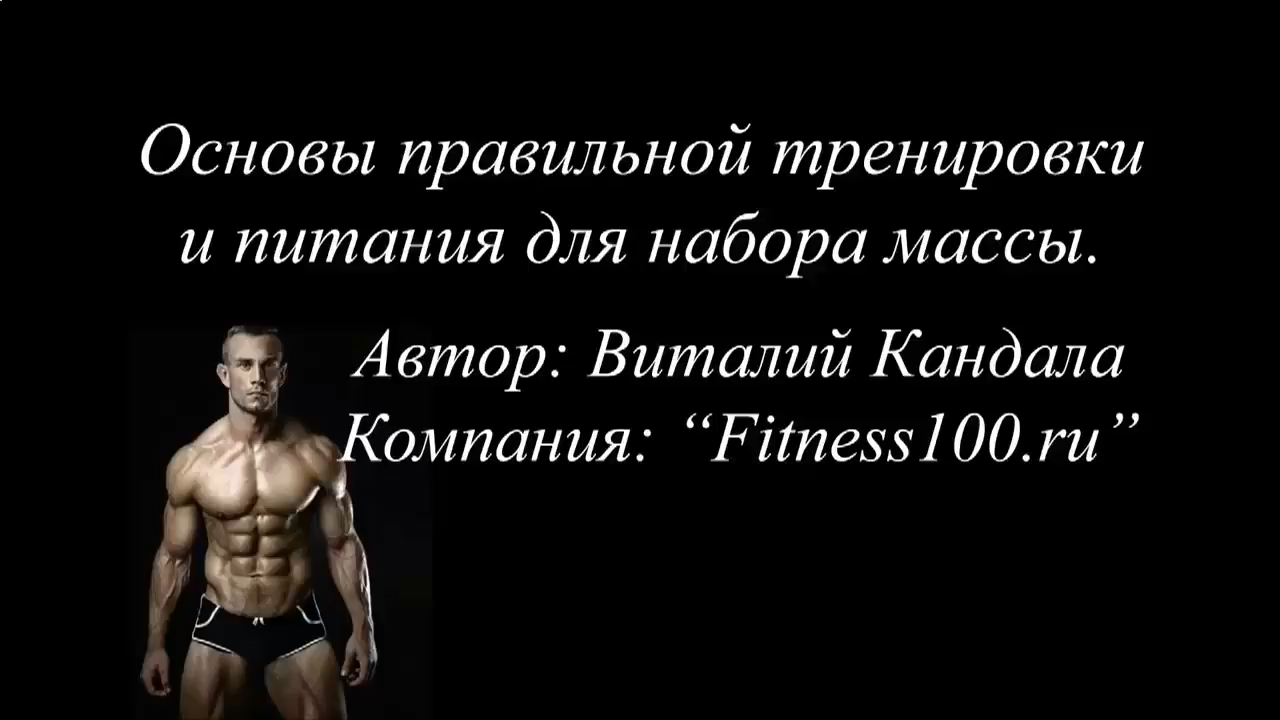 Основы правильной тренировки
и питания для набора массы.
Автор: Виталий Кандала
Компания: “Fitness100.ru”